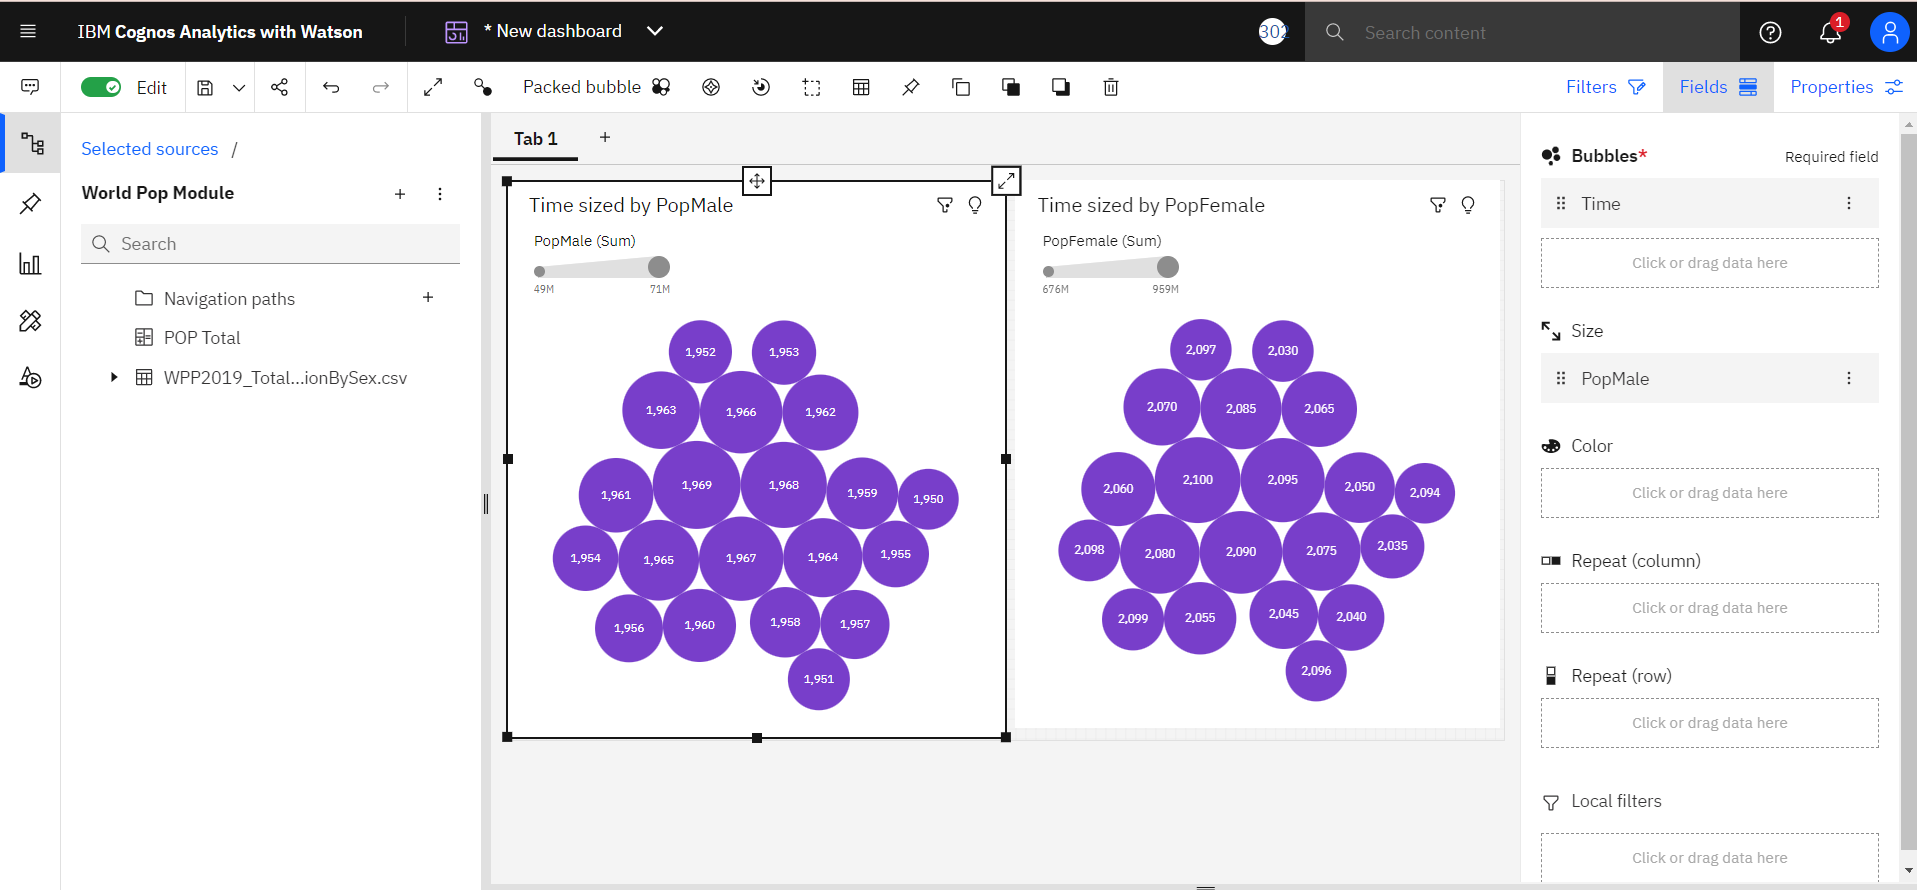 IBM Cognos Analytics with Watson
* New dashboard
302
Search content
1
Edit
Packed bubble
Filters
Fields
Properties
Selected sources /
World Pop Module
Search
Navigation paths
POP Total
WPP2019_Total...ionBySex.csv
Tab 1
Time sized by PopMale
PopMale (Sum)
49M 71M
1,952 1,953
1,963 1,966 1,962
1,961 1,969 1,968 1,959 1,950
1,954 1,965 1,967 1,964 1,955
1,956 1,960 1,958 1,957
1,951
Time sized by PopFemale
PopFemale (Sum)
676M 959M
2,097 2,030
2,070 2,085 2,065
2,060 2,100 2,095 2,050 2,094
2,098 2,080 2,090 2,075 2,035
2,099 2,055 2,045 2,040
2,096
Bubbles* Required field
Time
Click or drag data here
Size
PopMale
Color
Click or drag data here
Repeat (column)
Click or drag data here
Repeat (row)
Click or drag data here
Local filters
Click or drag data here